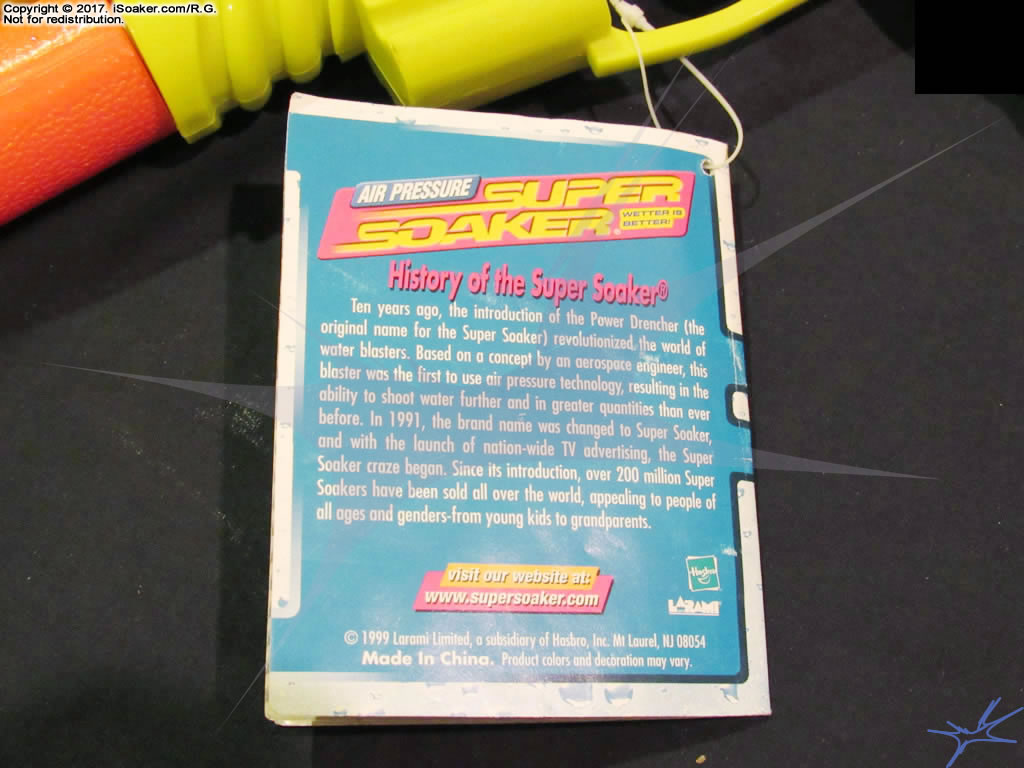 Copyright © 2017. iSoaker.com/R.G.
Not for redistribution.
AIR PRESSURE SUPER
SOAKER® WETTER IS
BETTER!
History of the Super Soaker®
Ten years ago, the introduction of the Power Drencher (the
original name for the Super Soaker) revolutionized the world of
water blasters. Based on a concept by an aerospace engineer, this
blaster was the first to use air pressure technology, resulting in the
ability to shoot water further and in greater quantities than ever
before. In 1991, the brand name was changed to Super Soaker,
and with the launch of nation-wide TV advertising, the Super
Soaker craze began. Since its introduction, over 200 million Super
Soakers have been sold all over the world, appealing to people of
all ages and genders-from young kids to grandparents.
visit our website at:
www.supersoaker.com
Hasbro
LARAMI
© 1999 Larami Limited, a subsidiary of Hasbro, Inc. Mt Laurel, NJ 08054
Made In China. Product colors and decoration may vary.